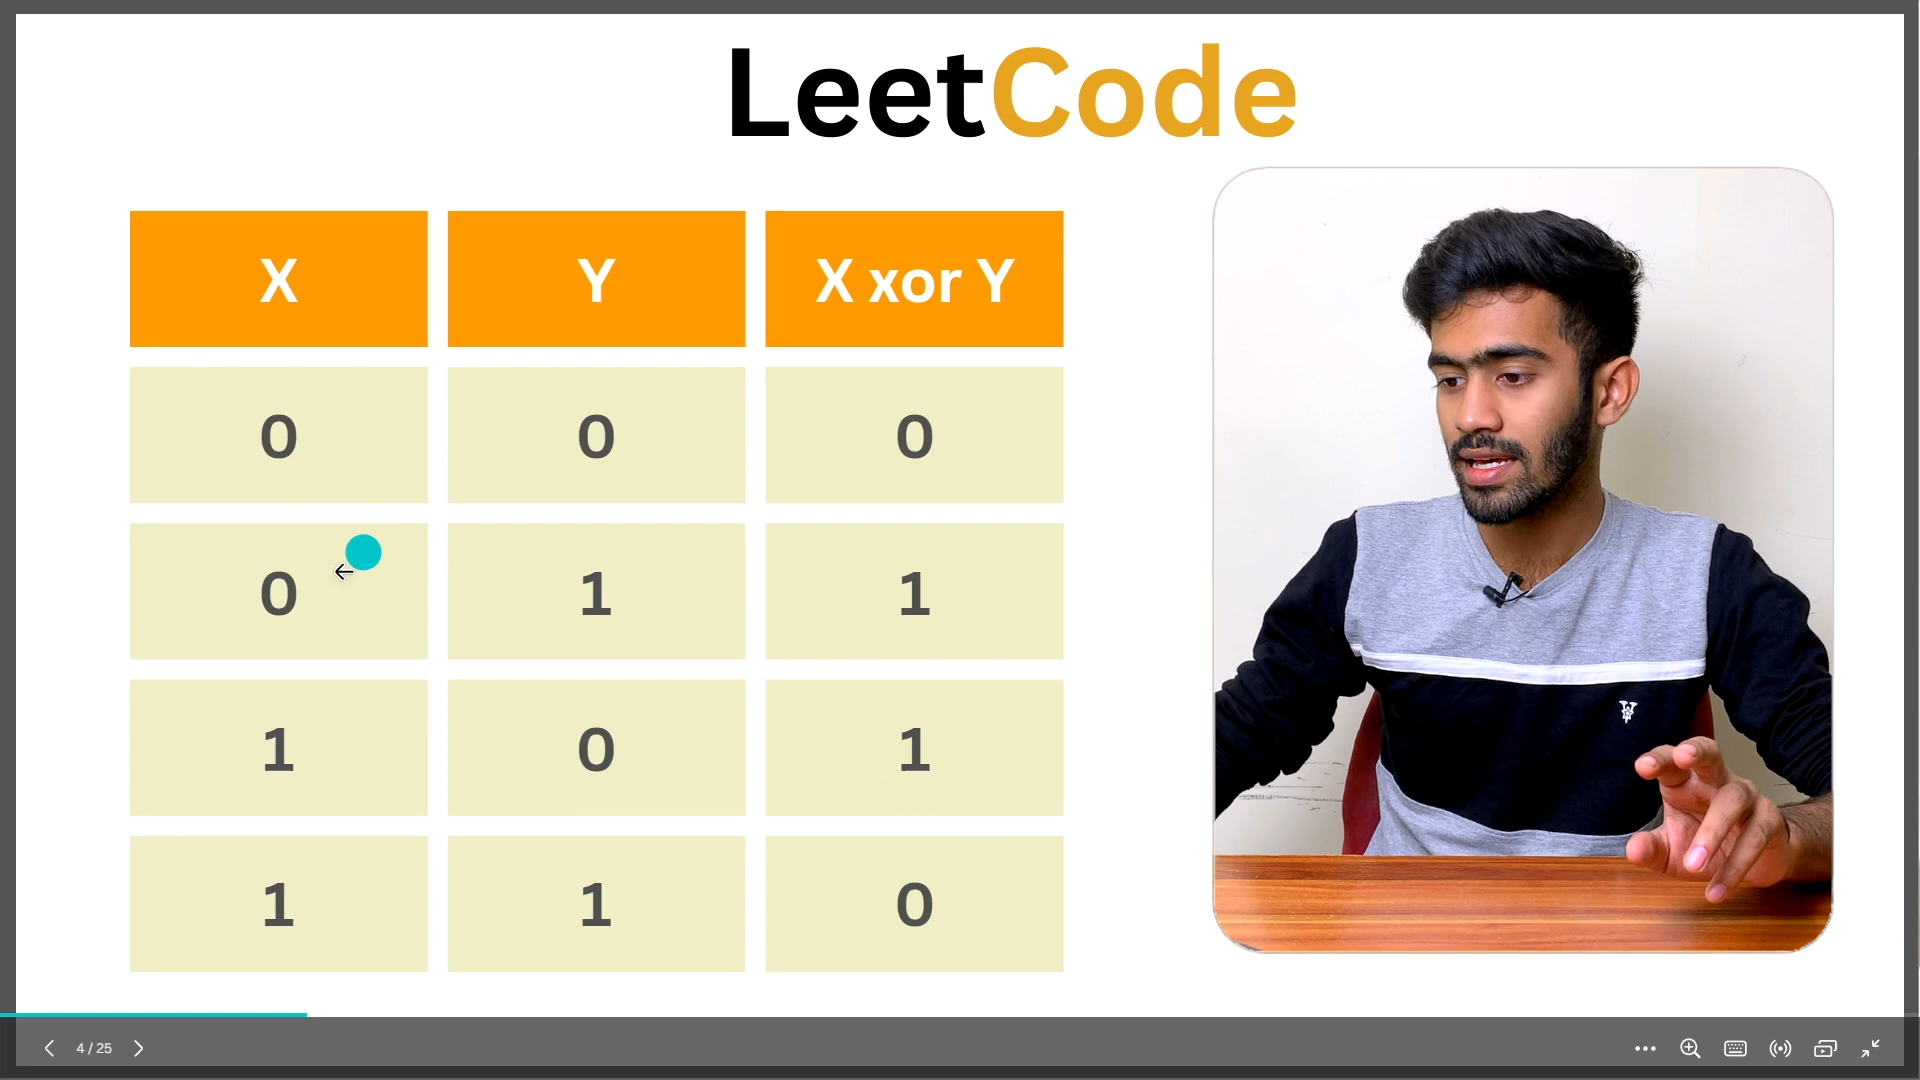 LeetCode
X Y X xor Y
0 0 0
0 1 1
1 0 1
1 1 0
4 / 25